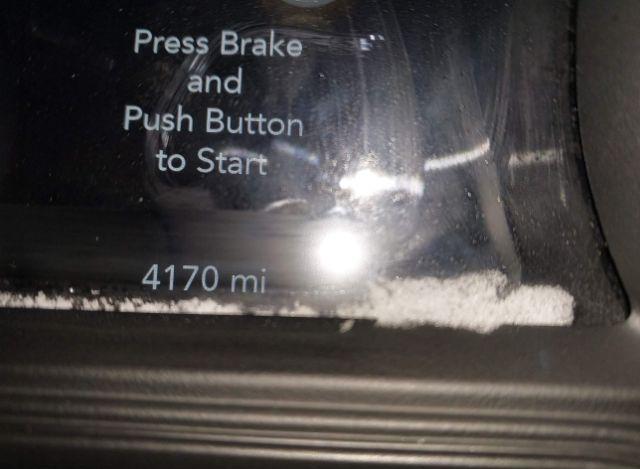 Press Brake
and
Push Button
to Start
4170 mi